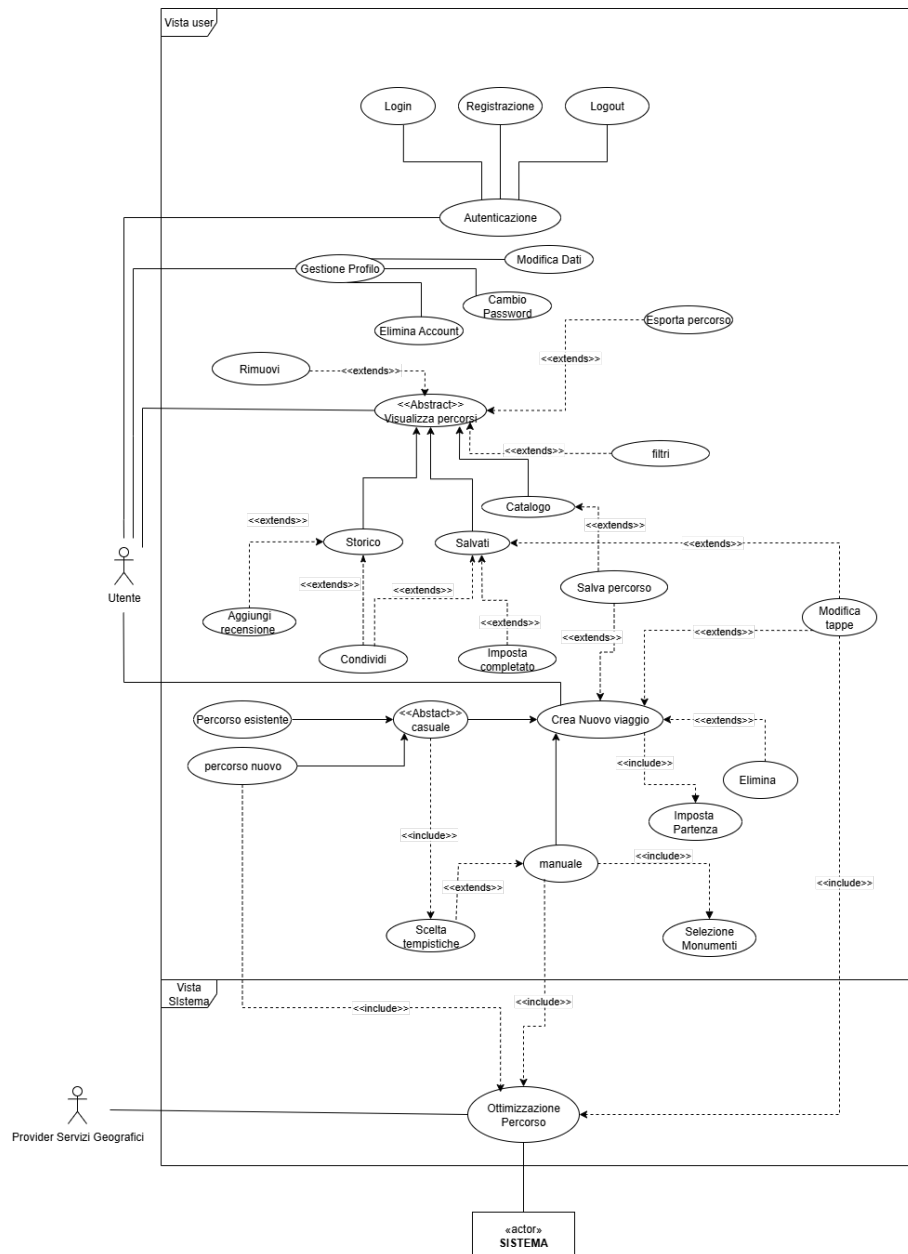 Vista user
Login
Registrazione
Logout
Autenticazione
Gestione Profilo
Modifica Dati
Cambio
Password
Elimina Account
Esporta percorso
<<extends>>
Rimuovi
<<extends>>
<<Abstract>>
Visualizza percorsi
<<extends>>
filtri
Catalogo
<<extends>>
Storico
Salvati
<<extends>>
Utente
<<extends>>
<<extends>>
<<extends>>
Salva percorso
Aggiungi
recensione
Modifica
tappe
<<extends>>
<<extends>>
<<extends>>
Condividi
Imposta
completato
Percorso esistente
<<Abstact>>
casuale
Crea Nuovo viaggio
<<extends>>
percorso nuovo
<<include>>
Elimina
Imposta
Partenza
<<include>>
manuale
<<include>>
<<extends>>
<<include>>
Scelta
tempistiche
Selezione
Monumenti
Vista
SIstema
<<include>>
<<include>>
Ottimizzazione
Percorso
Provider Servizi Geografici
«actor»
SISTEMA